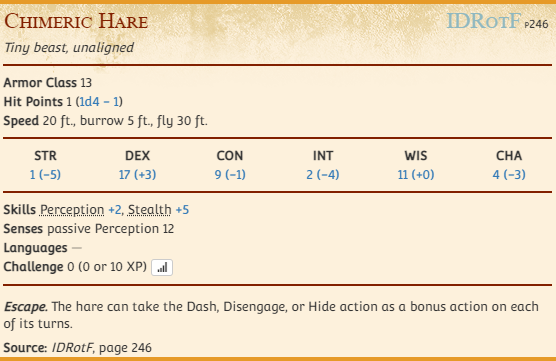 Chimeric Hare IDRotF p246
Tiny beast, unaligned
Armor Class 13
Hit Points 1 (1d4 − 1)
Speed 20 ft., burrow 5 ft., fly 30 ft.
STR DEX CON INT WIS CHA
1 (−5) 17 (+3) 9 (−1) 2 (−4) 11 (+0) 4 (−3)
Skills Perception +2, Stealth +5
Senses passive Perception 12
Languages —
Challenge 0 (0 or 10 XP)
Escape. The hare can take the Dash, Disengage, or Hide action as a bonus action on each
of its turns.
Source: IDRotF, page 246